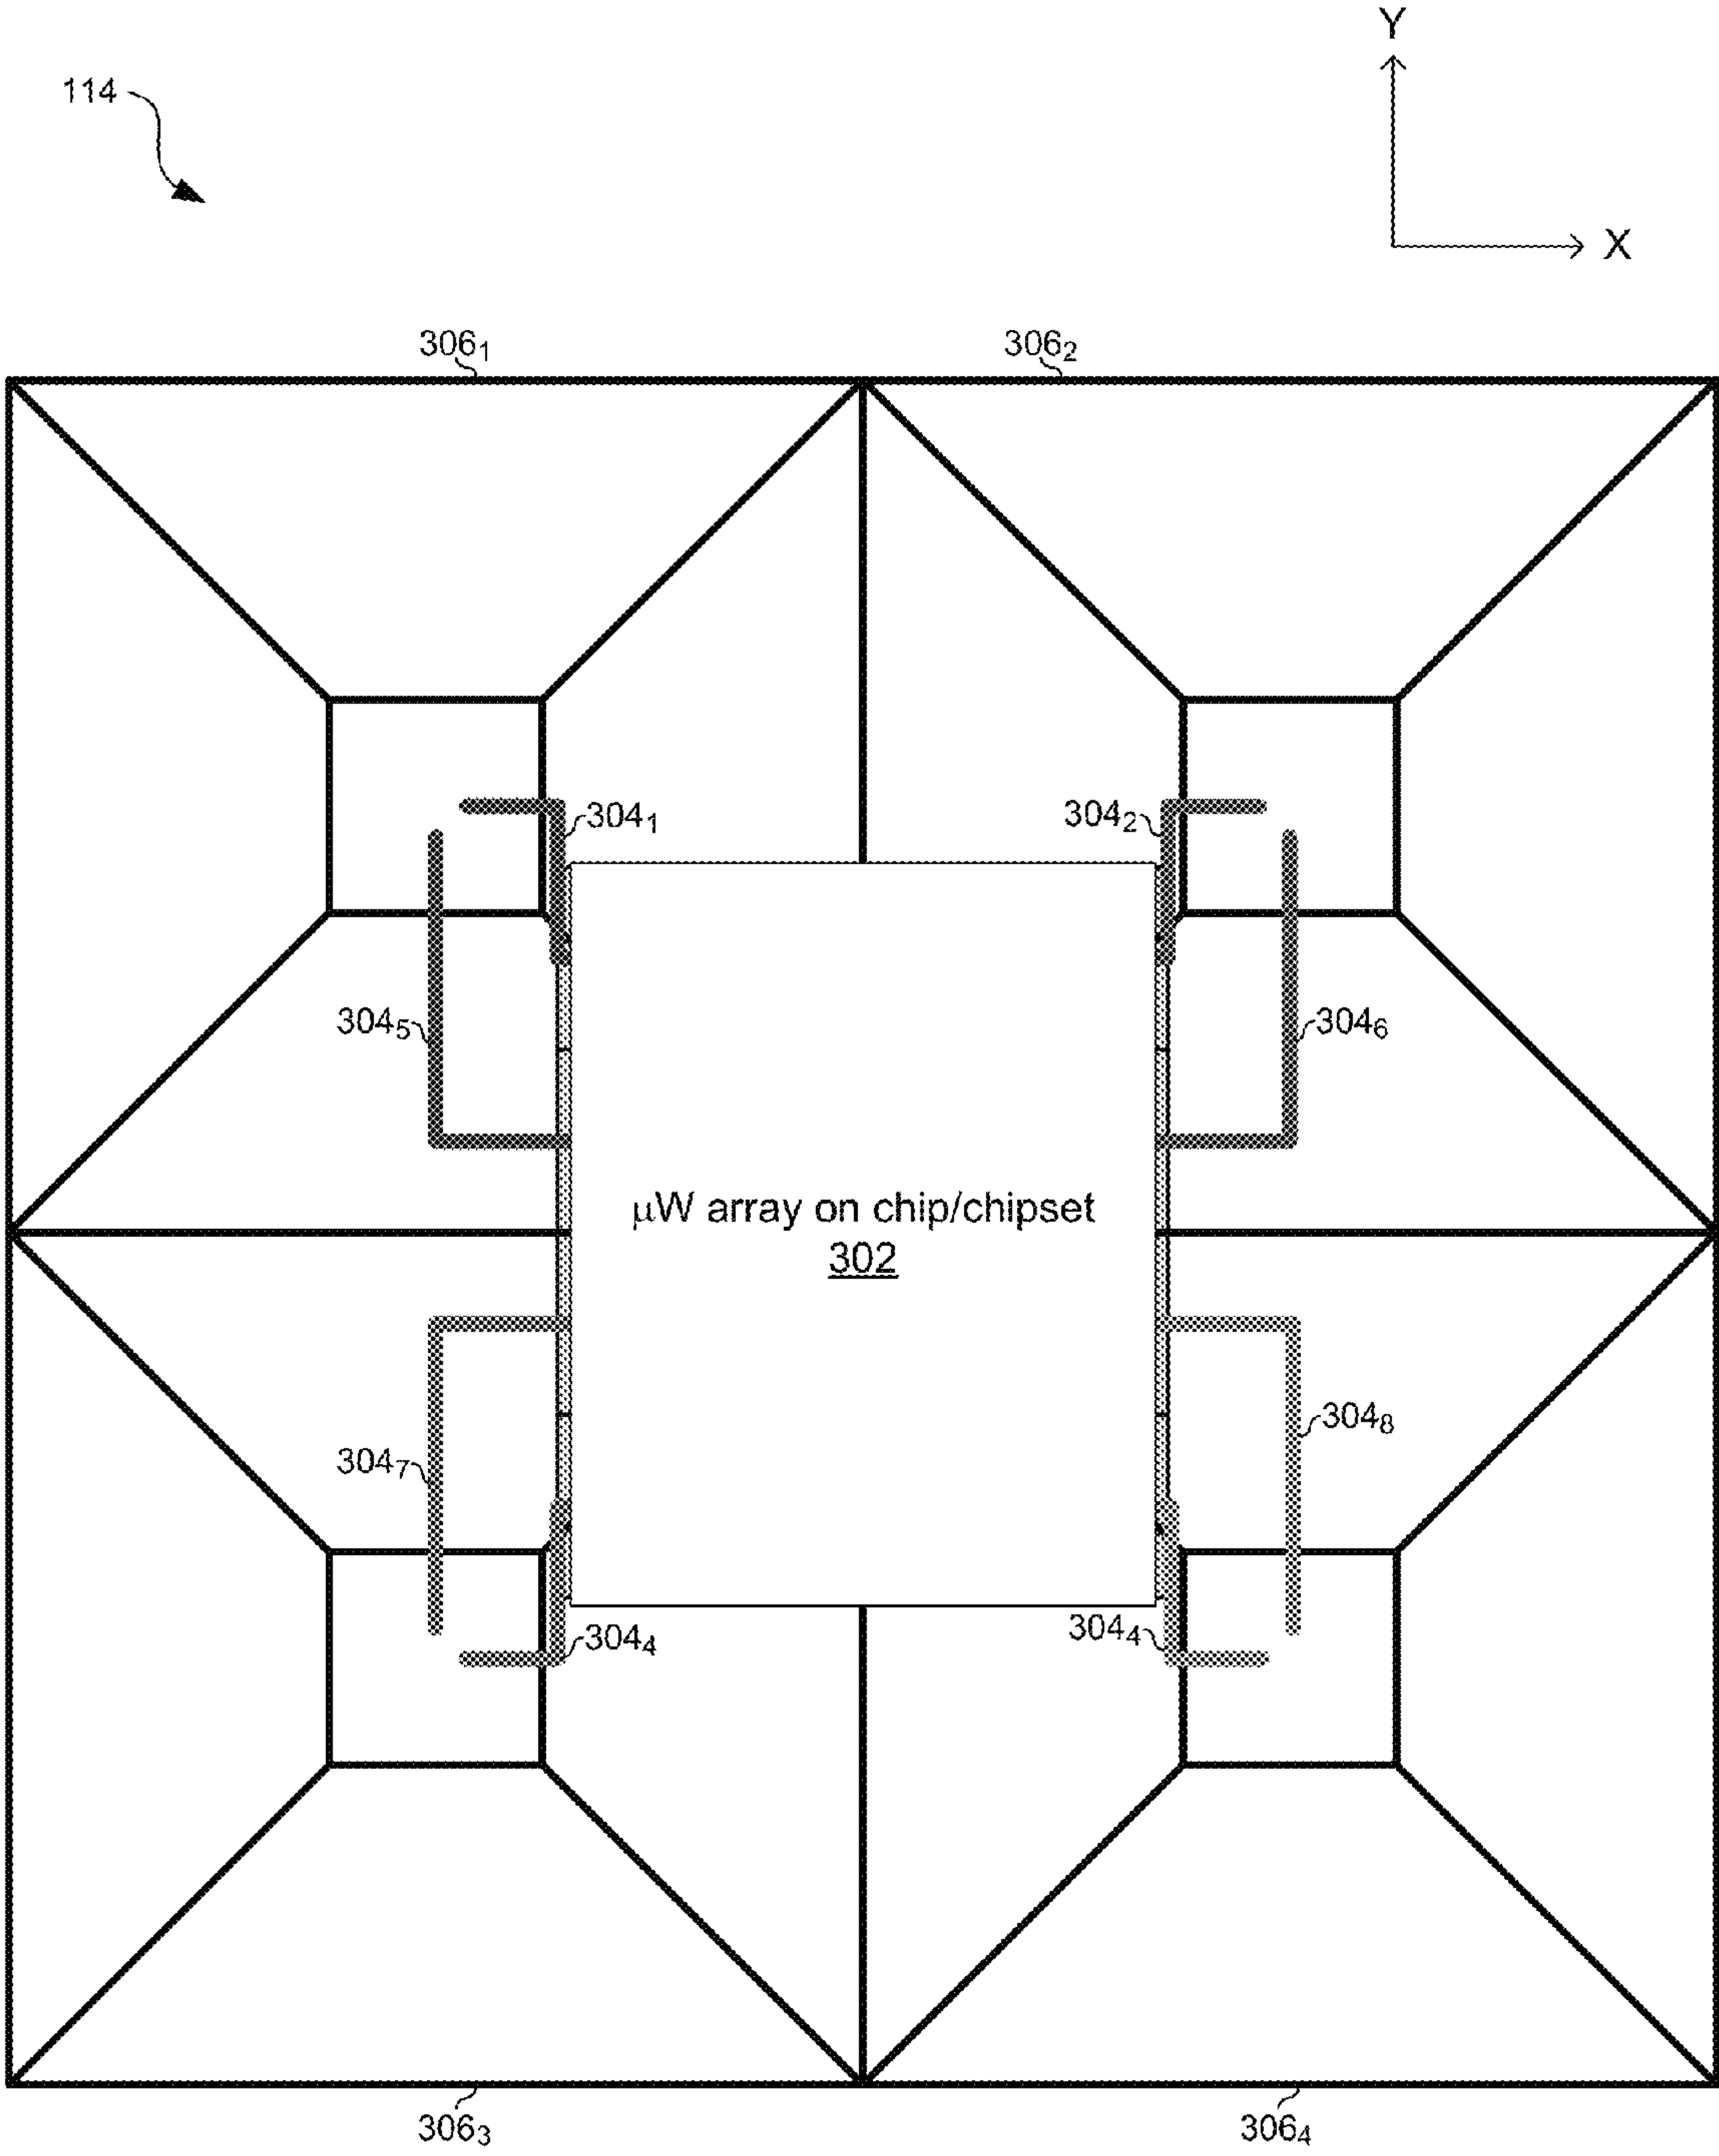 Y
114
X
306₁ 306₂
304₁ 304₂
304₅ 304₆
µW array on chip/chipset
302
304₇ 304₈
304₄ 304₄
306₃ 306₄